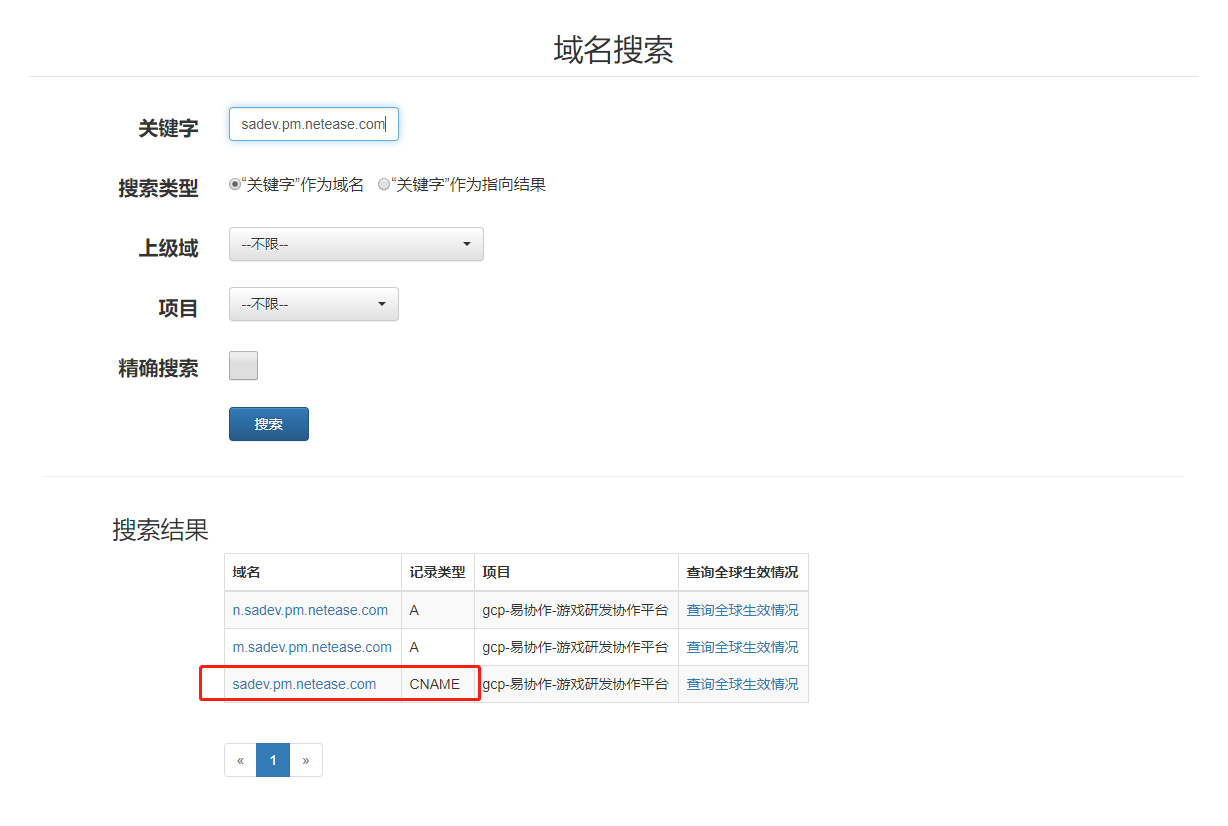 域名搜索
关键字 sadev.pm.netease.com
搜索类型 “关键字”作为域名 “关键字”作为指向结果
上级域 --不限--
项目 --不限--
精确搜索
搜索
搜索结果
域名 记录类型 项目 查询全球生效情况
n.sadev.pm.netease.com A gcp-易协作-游戏研发协作平台 查询全球生效情况
m.sadev.pm.netease.com A gcp-易协作-游戏研发协作平台 查询全球生效情况
sadev.pm.netease.com CNAME gcp-易协作-游戏研发协作平台 查询全球生效情况
« 1 »